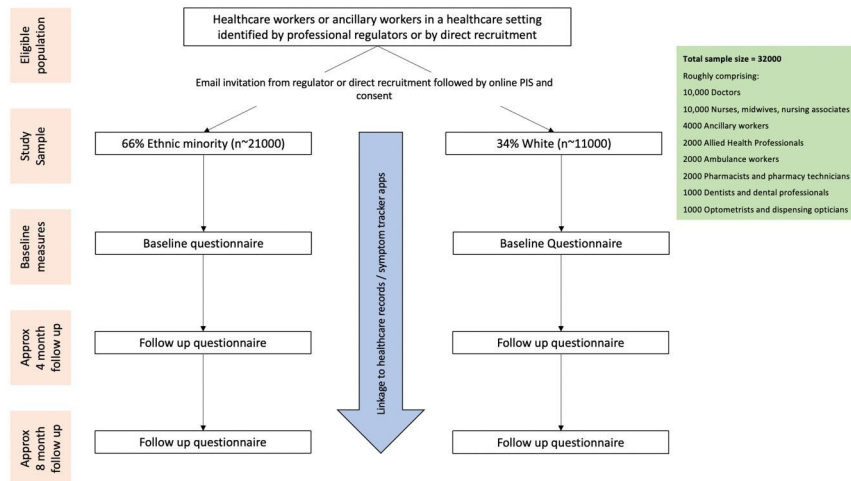 Eligible
population
Healthcare workers or ancillary workers in a healthcare setting
identified by professional regulators or by direct recruitment
Email invitation from regulator or direct recruitment followed by online PIS and
consent
Study
Sample
66% Ethnic minority (n~21000)
34% White (n~11000)
Baseline
measures
Baseline questionnaire
Baseline Questionnaire
Approx
4 month
follow up
Follow up questionnaire
Follow up questionnaire
Approx
8 month
follow up
Follow up questionnaire
Follow up questionnaire
Linkage to healthcare records / symptom tracker apps
Total sample size = 32000
Roughly comprising:
10,000 Doctors
10,000 Nurses, midwives, nursing associates
4000 Ancillary workers
2000 Allied Health Professionals
2000 Ambulance workers
2000 Pharmacists and pharmacy technicians
1000 Dentists and dental professionals
1000 Optometrists and dispensing opticians